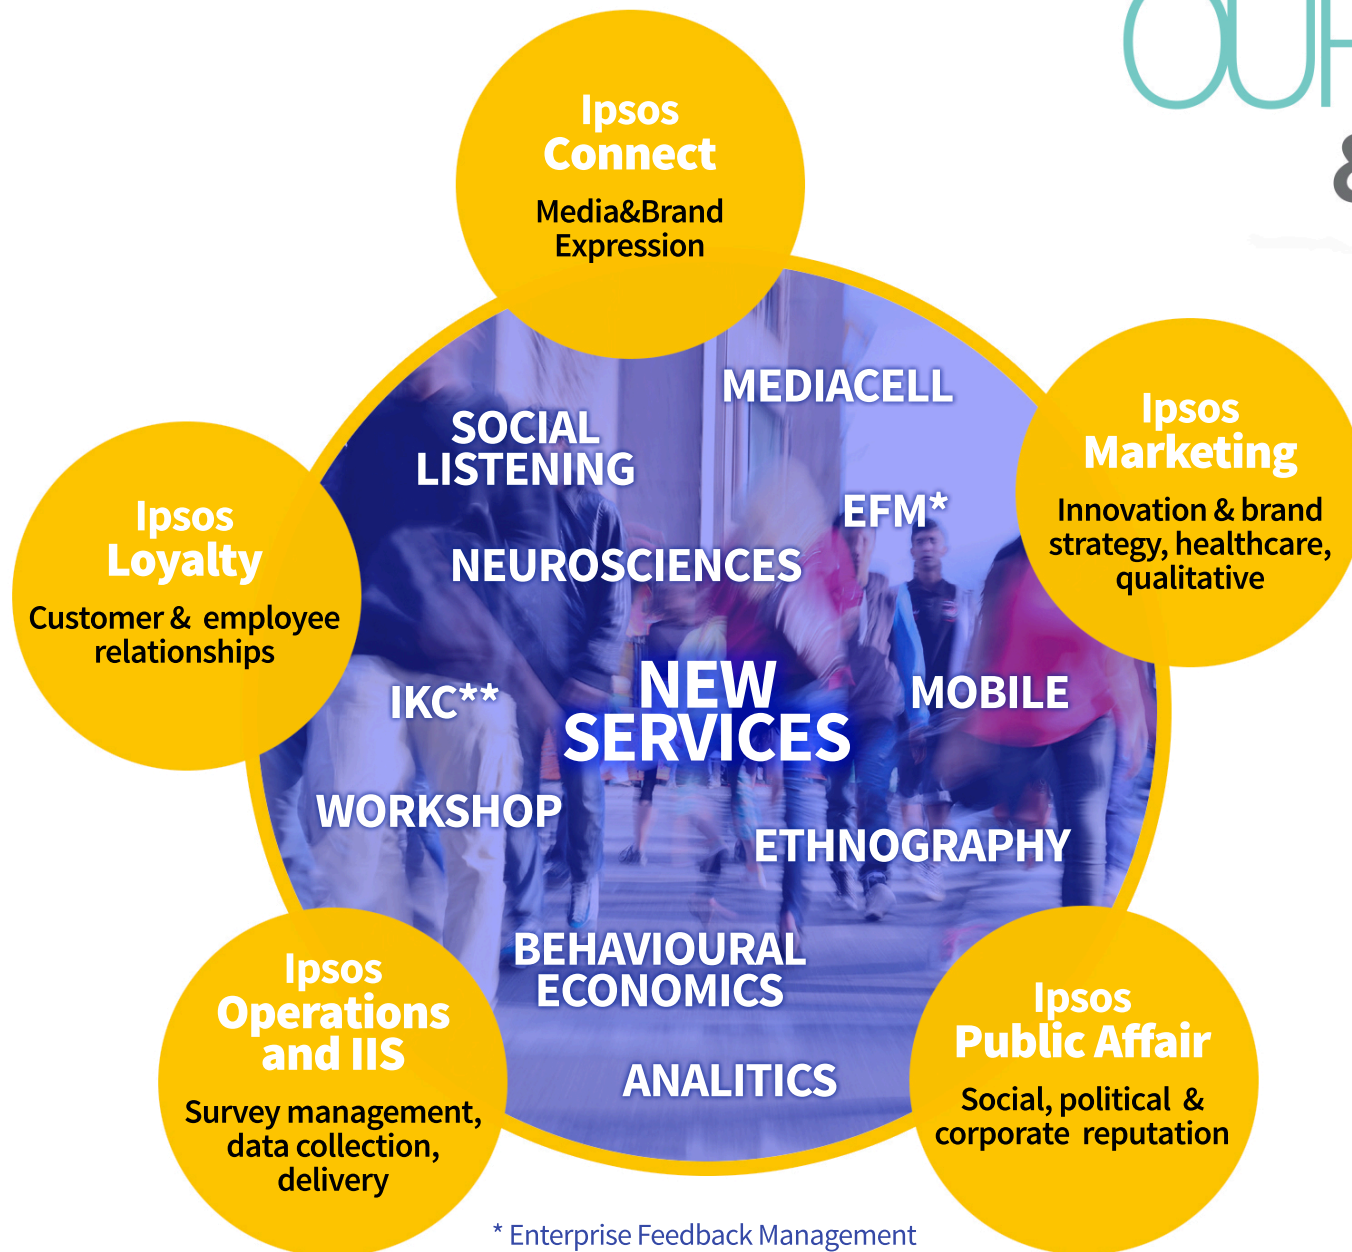 Ipsos
Connect
Media&Brand
Expression
MEDIACELL
SOCIAL
LISTENING
EFM*
NEUROSCIENCES
Ipsos
Marketing
Innovation & brand
strategy, healthcare,
qualitative
Ipsos
Loyalty
Customer & employee
relationships
IKC**
NEW
SERVICES
MOBILE
WORKSHOP
ETHNOGRAPHY
BEHAVIOURAL
ECONOMICS
ANALITICS
Ipsos
Operations
and IIS
Survey management,
data collection,
delivery
Ipsos
Public Affair
Social, political &
corporate reputation
* Enterprise Feedback Management